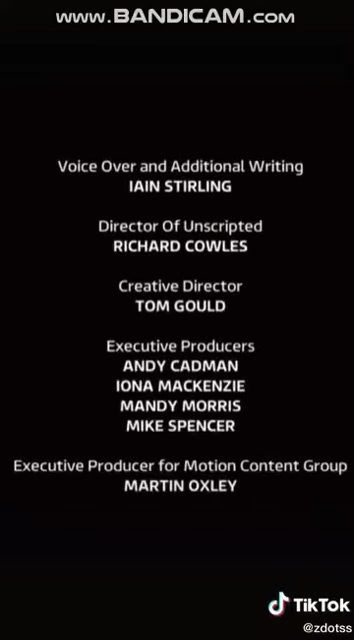 www.BANDICAM.com
Voice Over and Additional Writing
IAIN STIRLING
Director Of Unscripted
RICHARD COWLES
Creative Director
TOM GOULD
Executive Producers
ANDY CADMAN
IONA MACKENZIE
MANDY MORRIS
MIKE SPENCER
Executive Producer for Motion Content Group
MARTIN OXLEY
TikTok
@zdotss